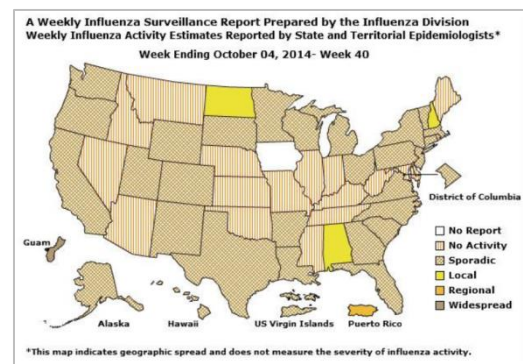 A Weekly Influenza Surveillance Report Prepared by the Influenza Division
Weekly Influenza Activity Estimates Reported by State and Territorial Epidemiologists*
Week Ending October 04, 2014- Week 40
District of Columbia
No Report
No Activity
Sporadic
Local
Regional
Widespread
Guam
Alaska
Hawaii
US Virgin Islands
Puerto Rico
*This map indicates geographic spread and does not measure the severity of influenza activity.